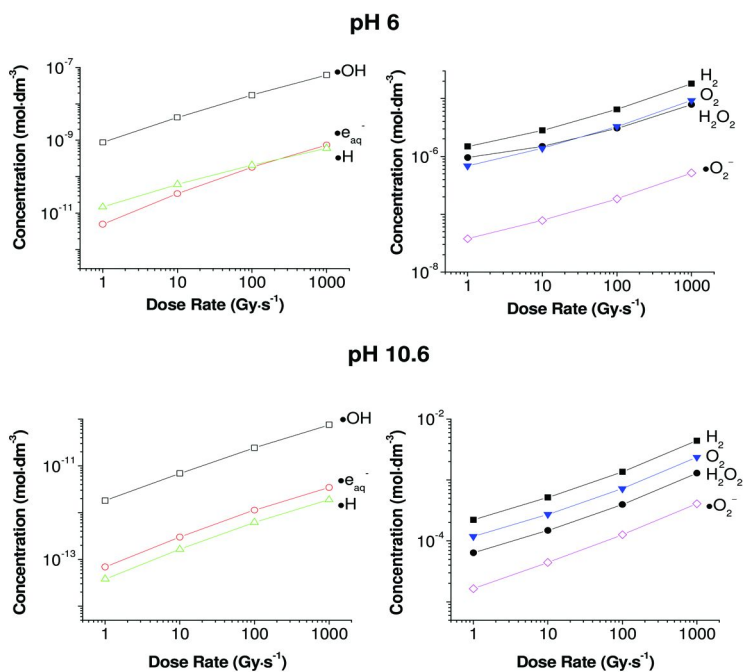 pH 6
Concentration (mol·dm⁻³)
10⁻⁷
10⁻⁹
10⁻¹¹
•OH
•e⁻aq
•H
1 10 100 1000
Dose Rate (Gy·s⁻¹)
Concentration (mol·dm⁻³)
10⁻⁶
10⁻⁸
H₂
O₂
H₂O₂
•O₂⁻
1 10 100 1000
Dose Rate (Gy·s⁻¹)
pH 10.6
Concentration (mol·dm⁻³)
10⁻¹¹
10⁻¹³
•OH
•e⁻aq
•H
1 10 100 1000
Dose Rate (Gy·s⁻¹)
Concentration (mol·dm⁻³)
10⁻²
10⁻⁴
H₂
O₂
H₂O₂
•O₂⁻
1 10 100 1000
Dose Rate (Gy·s⁻¹)